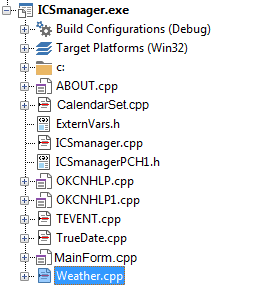 ICSmanager.exe
Build Configurations (Debug)
Target Platforms (Win32)
c:
ABOUT.cpp
CalendarSet.cpp
ExternVars.h
ICSmanager.cpp
ICSmanagerPCH1.h
OKCNHLP.cpp
OKCNHLP1.cpp
TEVENT.cpp
TrueDate.cpp
MainForm.cpp
Weather.cpp